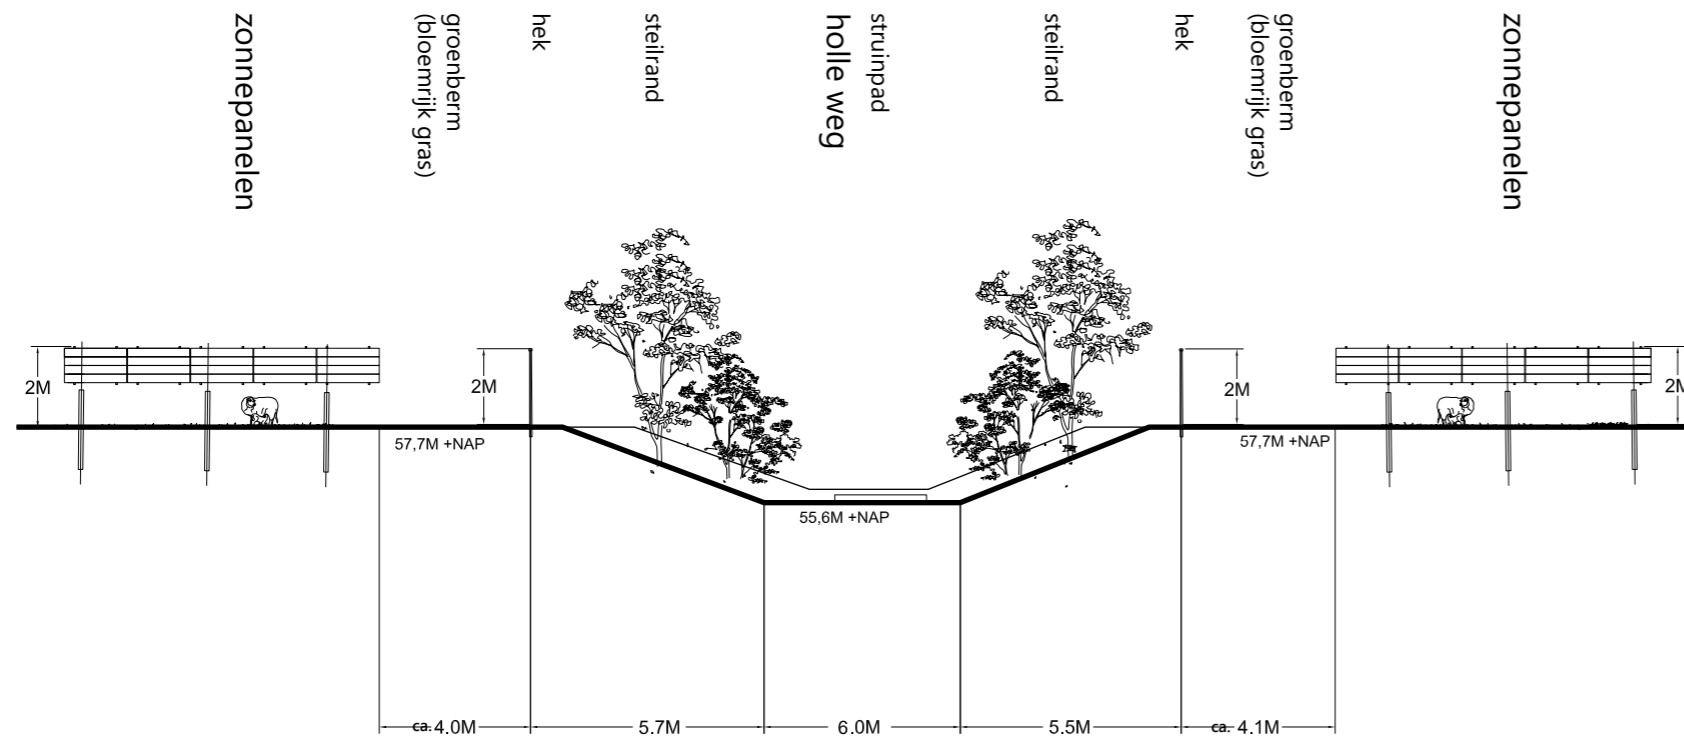 zonnepanelen
groenberm
(bloemrijk gras)
hek
steilrand
struinpad
holle weg
steilrand
hek
groenberm
(bloemrijk gras)
zonnepanelen
2M
2M
2M
2M
57,7M +NAP
57,7M +NAP
55,6M +NAP
ca. 4.0M
5.7M
6.0M
5.5M
ca. 4.1M